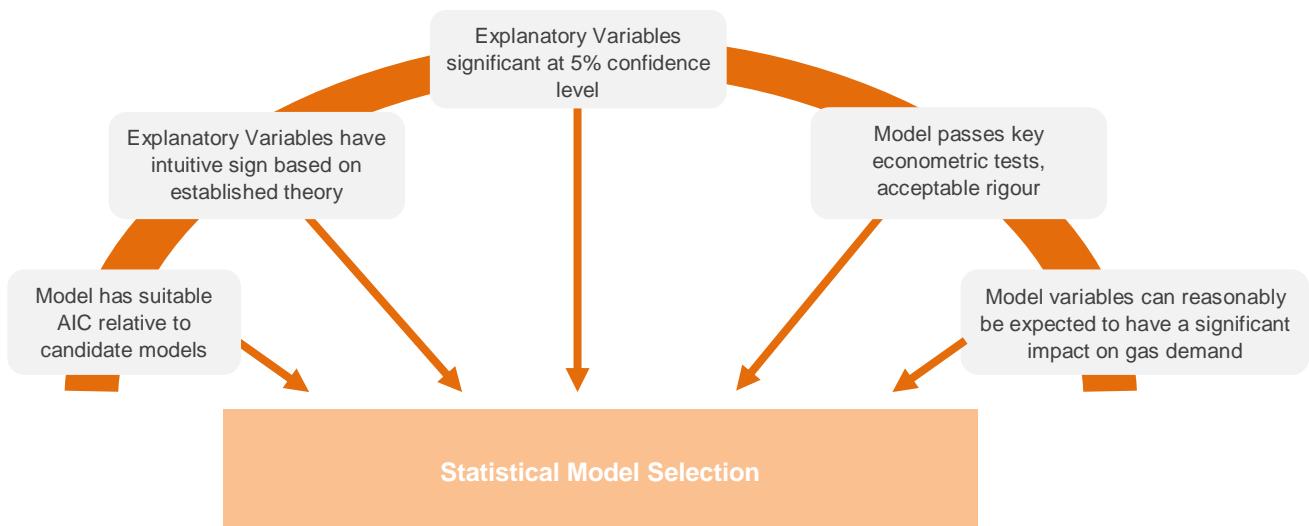 Explanatory Variables
significant at 5% confidence
level
Explanatory Variables have
intuitive sign based on
established theory
Model passes key
econometric tests,
acceptable rigour
Model has suitable
AIC relative to
candidate models
Model variables can reasonably
be expected to have a significant
impact on gas demand
Statistical Model Selection